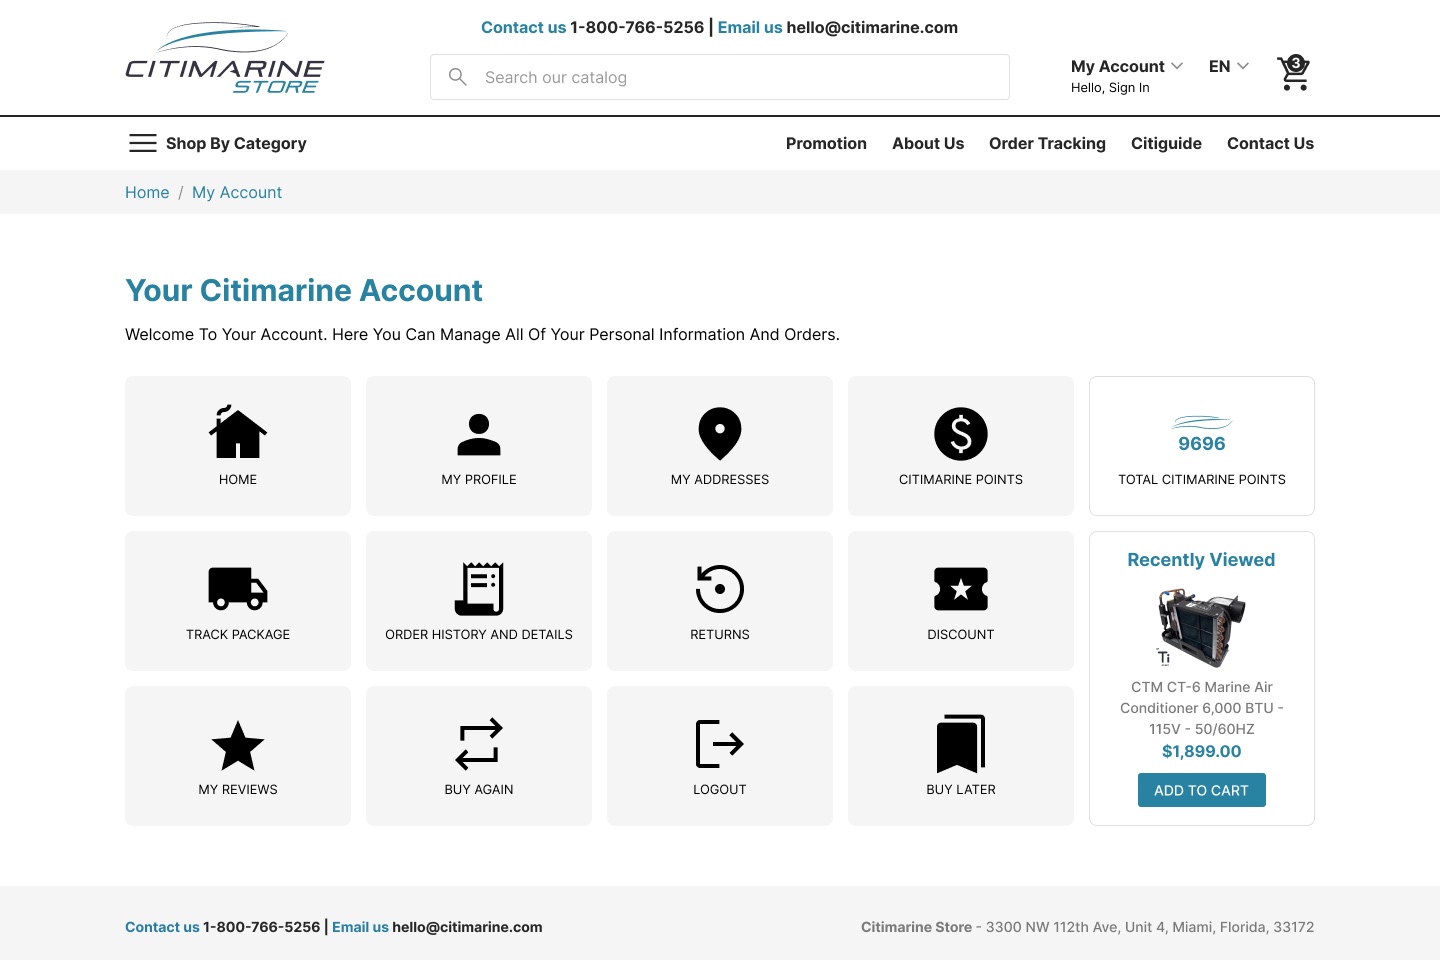 CITIMARINE
STORE
Contact us 1-800-766-5256 | Email us hello@citimarine.com
Search our catalog
My Account
Hello, Sign In
EN
3
Shop By Category
Promotion
About Us
Order Tracking
Citiguide
Contact Us
Home / My Account
Your Citimarine Account
Welcome To Your Account. Here You Can Manage All Of Your Personal Information And Orders.
HOME
MY PROFILE
MY ADDRESSES
CITIMARINE POINTS
9696
TOTAL CITIMARINE POINTS
TRACK PACKAGE
ORDER HISTORY AND DETAILS
RETURNS
DISCOUNT
Recently Viewed
Ti
CTM CT-6 Marine Air
Conditioner 6,000 BTU -
115V - 50/60HZ
$1,899.00
ADD TO CART
MY REVIEWS
BUY AGAIN
LOGOUT
BUY LATER
Contact us 1-800-766-5256 | Email us hello@citimarine.com
Citimarine Store - 3300 NW 112th Ave, Unit 4, Miami, Florida, 33172